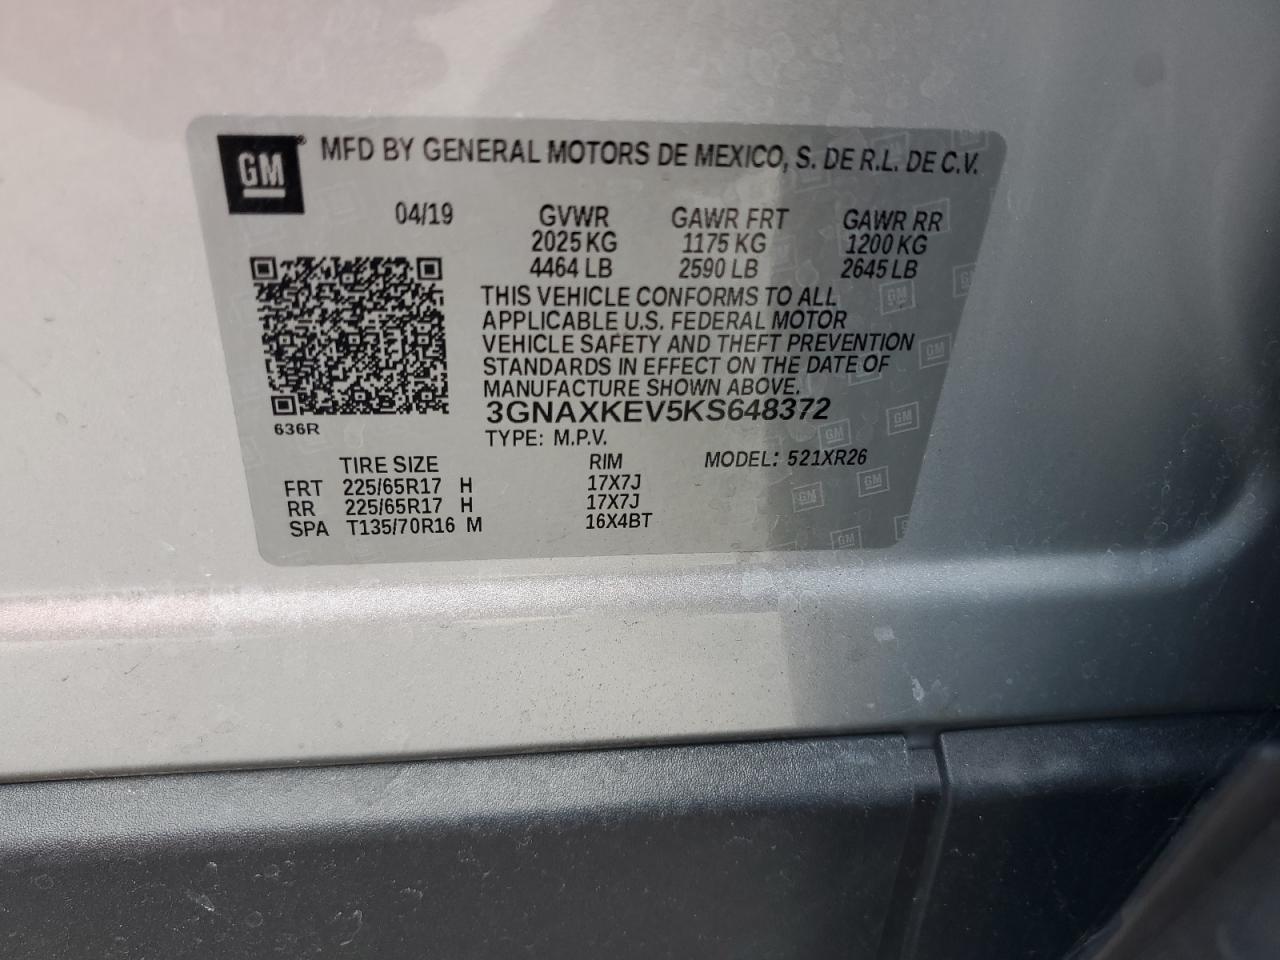 GM® MFD BY GENERAL MOTORS DE MEXICO, S. DE R.L. DE C.V.
04/19 GVWR GAWR FRT GAWR RR
2025 KG 1175 KG 1200 KG
4464 LB 2590 LB 2645 LB
THIS VEHICLE CONFORMS TO ALL
APPLICABLE U.S. FEDERAL MOTOR
VEHICLE SAFETY AND THEFT PREVENTION
STANDARDS IN EFFECT ON THE DATE OF
MANUFACTURE SHOWN ABOVE.
3GNAXKEV5KS648372
636R
TYPE: M.P.V.
TIRE SIZE RIM MODEL: 521XR26
FRT 225/65R17 H 17X7J
RR 225/65R17 H 17X7J
SPA T135/70R16 M 16X4BT